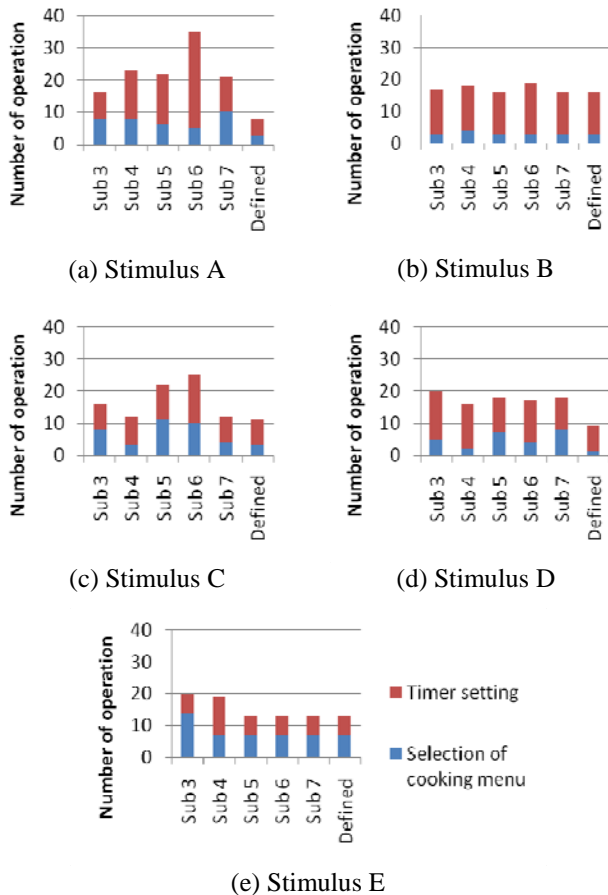 Number of operation
40
30
20
10
0
Sub 3
Sub 4
Sub 5
Sub 6
Sub 7
Defined
(a) Stimulus A
Number of operation
40
30
20
10
0
Sub 3
Sub 4
Sub 5
Sub 6
Sub 7
Defined
(b) Stimulus B
Number of operation
40
30
20
10
0
Sub 3
Sub 4
Sub 5
Sub 6
Sub 7
Defined
(c) Stimulus C
Number of operation
40
30
20
10
0
Sub 3
Sub 4
Sub 5
Sub 6
Sub 7
Defined
(d) Stimulus D
Number of operation
40
30
20
10
0
Sub 3
Sub 4
Sub 5
Sub 6
Sub 7
Defined
Timer setting
Selection of
cooking menu
(e) Stimulus E